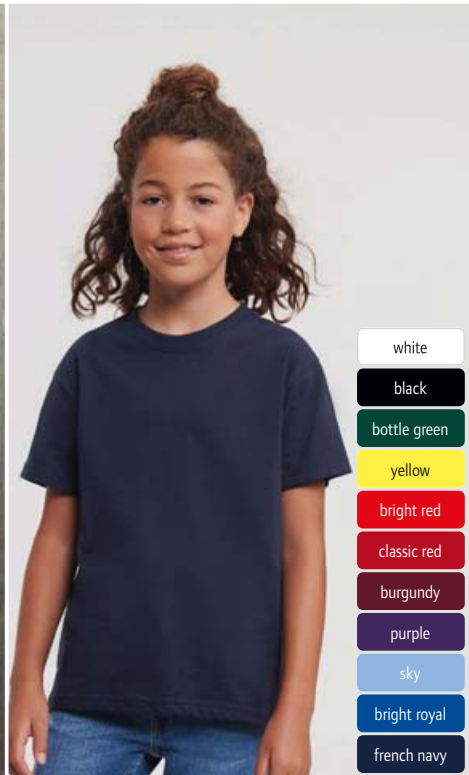 white
black
bottle green
yellow
bright red
classic red
burgundy
purple
sky
bright royal
french navy